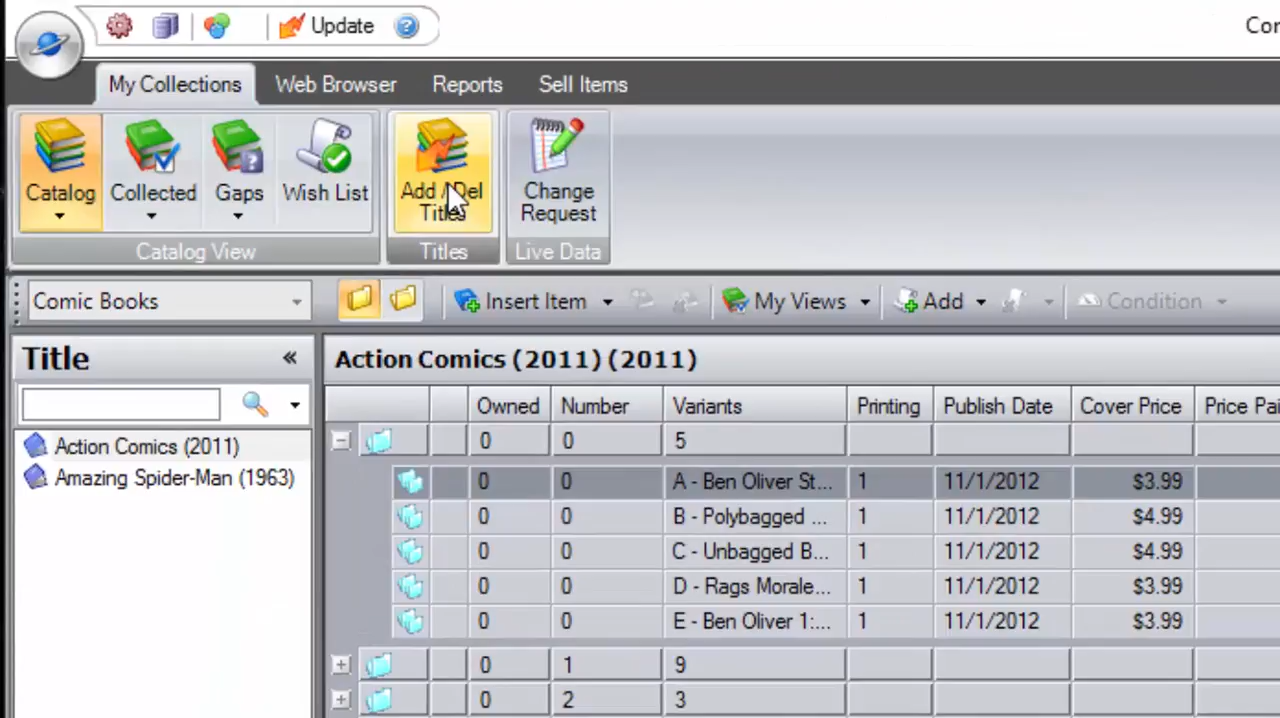 Update
Con
My Collections Web Browser Reports Sell Items
Catalog Collected Gaps Wish List Add / Del Titles Change Request
Catalog View Titles Live Data
Comic Books Insert Item My Views Add Condition
Title
Action Comics (2011) (2011)
Action Comics (2011)
Amazing Spider-Man (1963)
Owned Number Variants Printing Publish Date Cover Price Price Pai
0 0 5
0 0 A - Ben Oliver St... 1 11/1/2012 $3.99
0 0 B - Polybagged ... 1 11/1/2012 $4.99
0 0 C - Unbagged B... 1 11/1/2012 $4.99
0 0 D - Rags Morale... 1 11/1/2012 $3.99
0 0 E - Ben Oliver 1:... 1 11/1/2012 $3.99
0 1 9
0 2 3